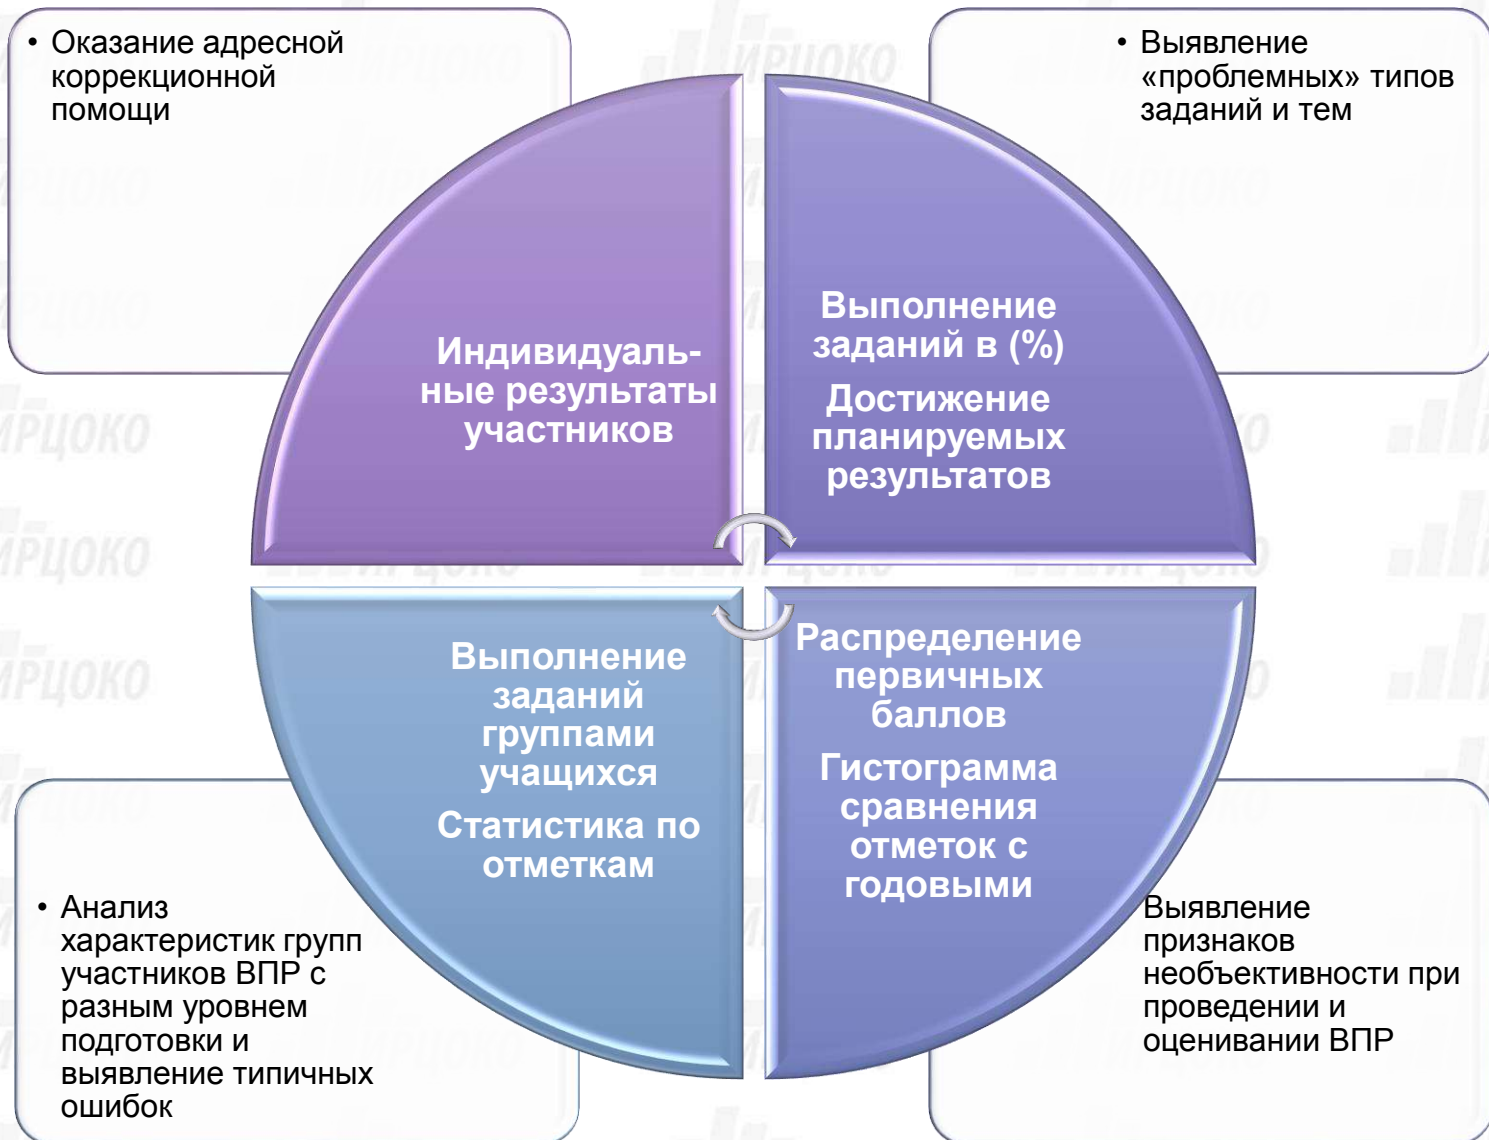 • Оказание адресной
коррекционной
помощи
• Выявление
«проблемных» типов
заданий и тем
Индивидуаль-
ные результаты
участников
Выполнение
заданий в (%)
Достижение
планируемых
результатов
Выполнение
заданий
группами
учащихся
Статистика по
отметкам
Распределение
первичных
баллов
Гистограмма
сравнения
отметок с
годовыми
• Анализ
характеристик групп
участников ВПР с
разным уровнем
подготовки и
выявление типичных
ошибок
Выявление
признаков
необъективности при
проведении и
оценивании ВПР
ИРЦОКО